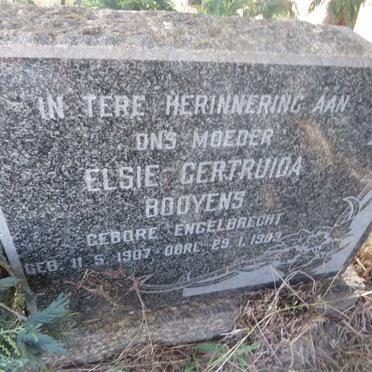 IN TERE HERINNERING AAN
ONS MOEDER
ELSIE GERTRUIDA
BOOYENS
GEBORE ENGELBRECHT
GEB. 11. 5. 1907 - OORL. 29. 1. 1983